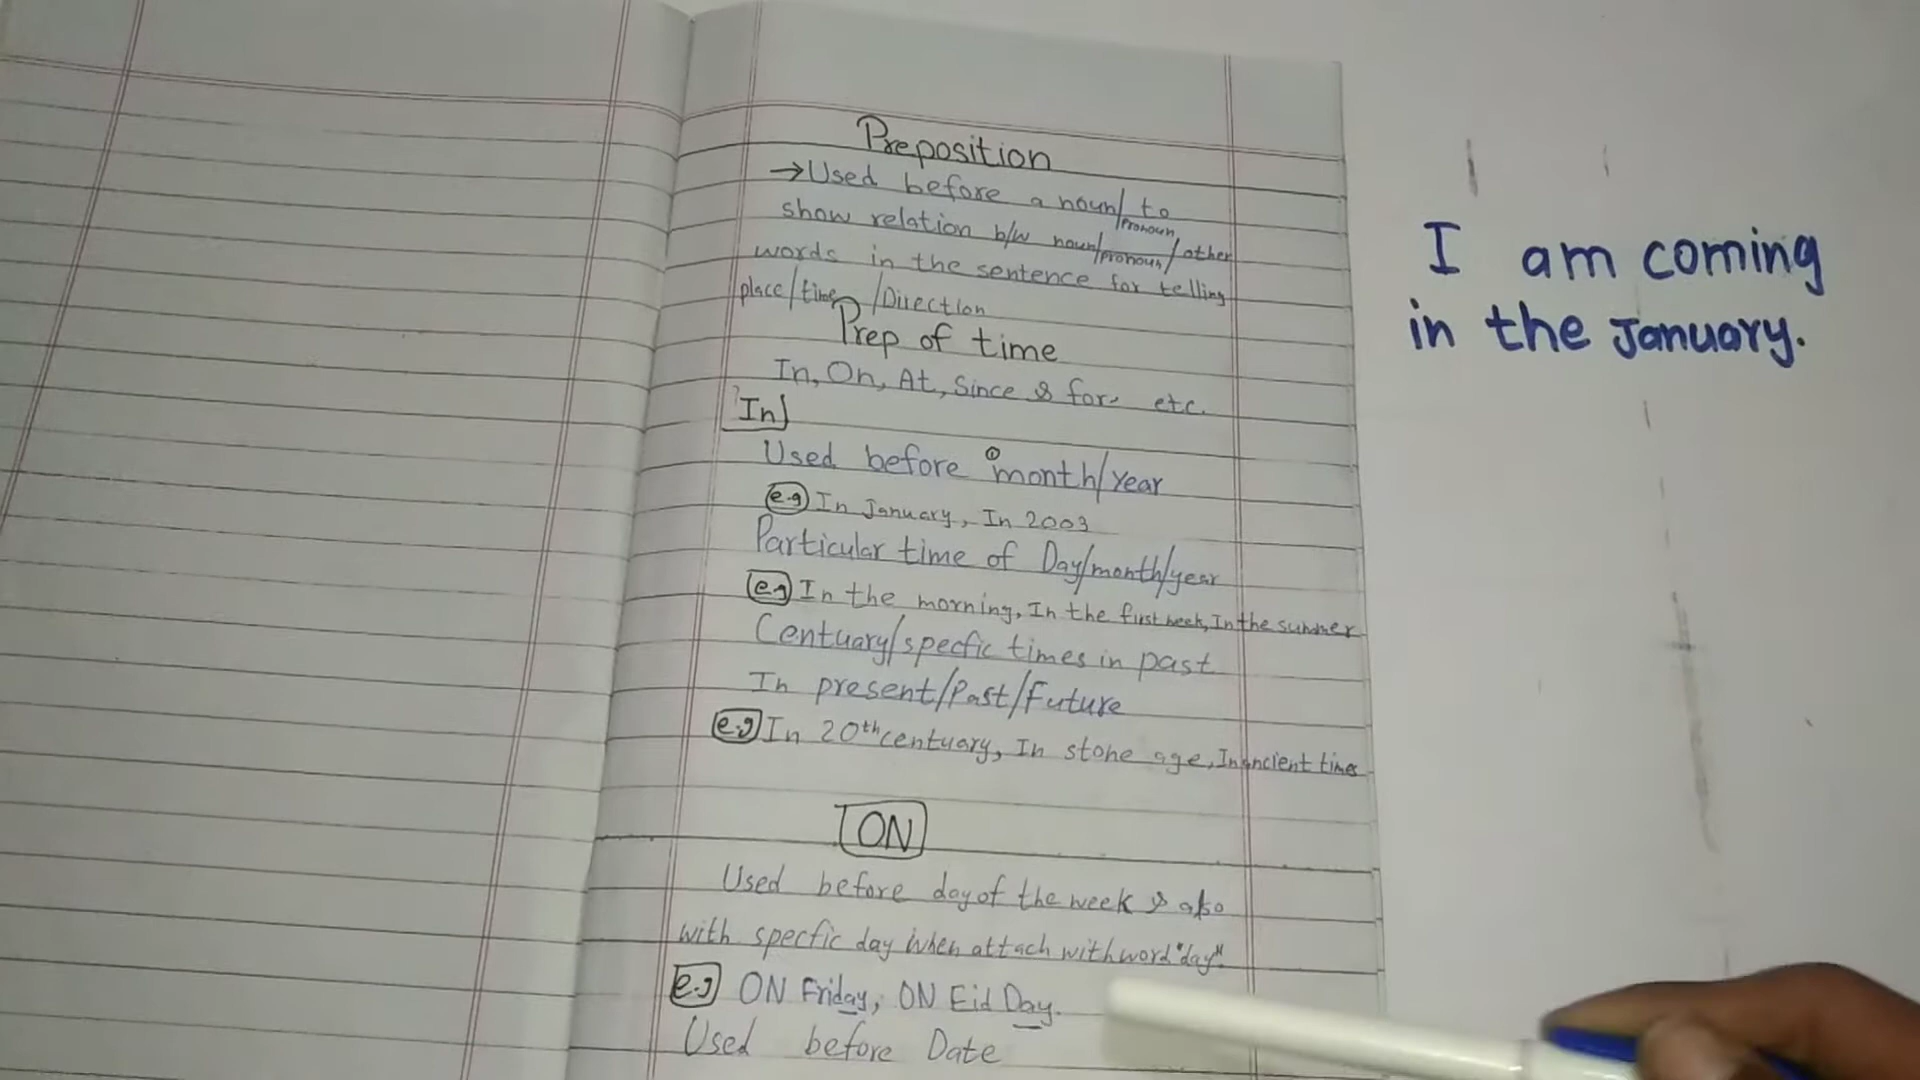 Preposition
→Used before a noun/pronoun to
show relation b/w noun/pronoun/other
words in the sentence for telling
place/time/Direction
Prep of time
In, On, At, Since & for, etc.
In
Used before ① month/Year
e.g In January, In 2003
Particular time of Day/month/year
e.g In the morning, In the first week, In the summer
Centuary/specfic times in past
In present/Past/Future
e.g In 20th centuary, In stone age, In ancient times
ON
Used before day of the week & also
with specfic day when attach with word "day"
e.g ON Friday, ON Eid Day.
Used before Date
I am coming
in the January.